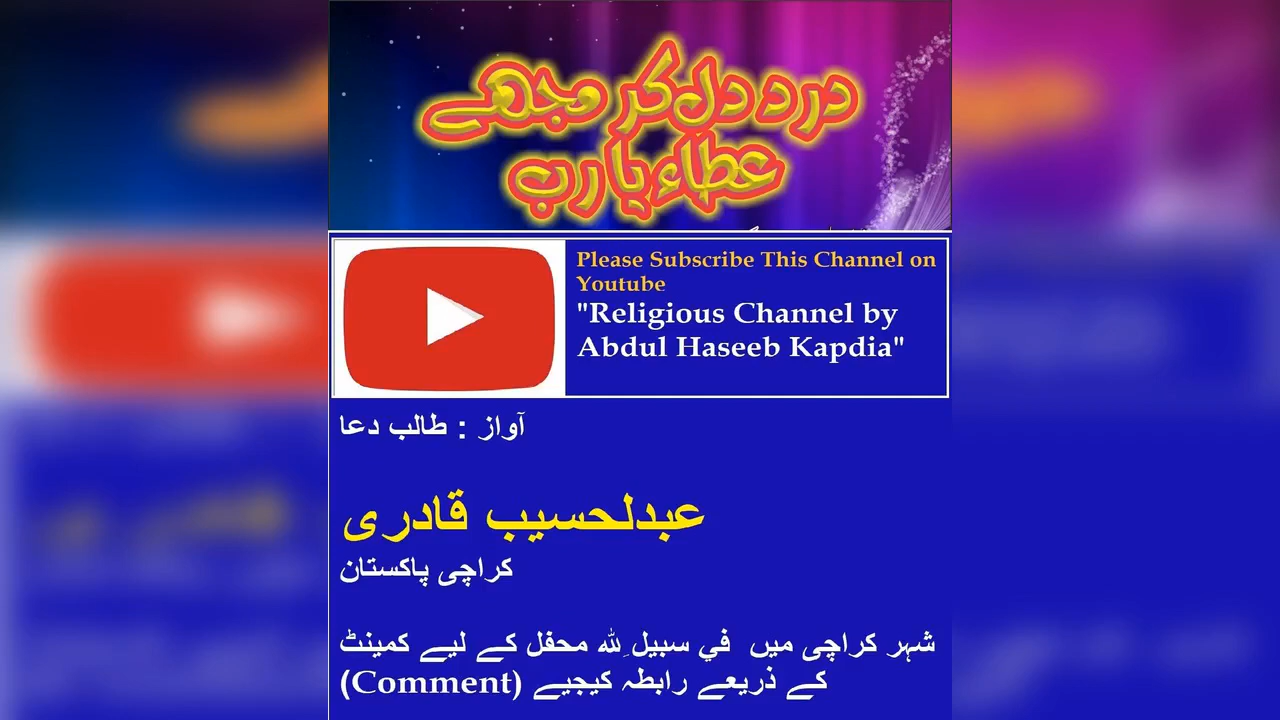 درد دل کر مجھے
عطاء یا رب
Please Subscribe This Channel on
Youtube
"Religious Channel by
Abdul Haseeb Kapdia"
آواز : طالب دعا
عبدلحسیب قادری
کراچی پاکستان
شہر کراچی میں في سبيل ِلله محفل کے لیے کمینٹ
(Comment) کے ذریعے رابطہ کیجیے